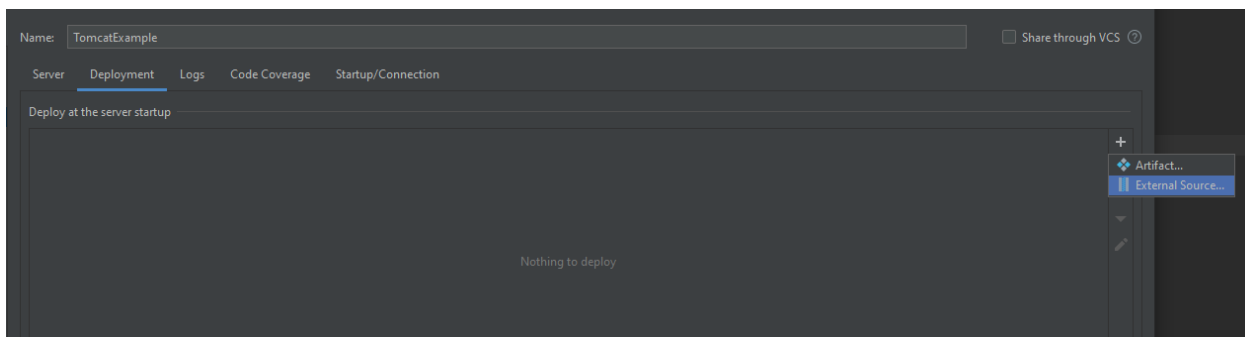 Name: TomcatExample Share through VCS ?
Server Deployment Logs Code Coverage Startup/Connection
Deploy at the server startup
+
Artifact...
External Source...
Nothing to deploy